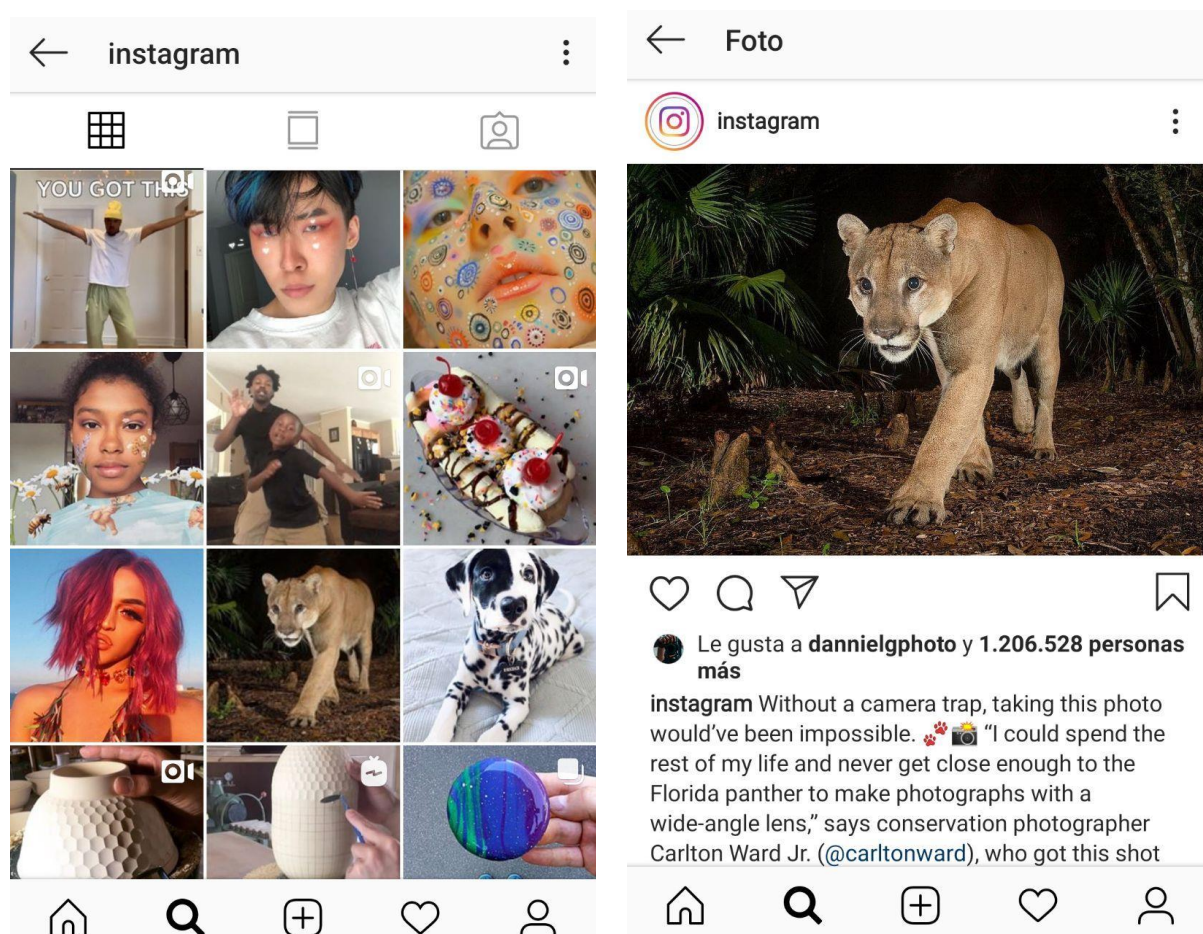 instagram
YOU GOT THIS
Foto
instagram
Le gusta a dannielgphoto y 1.206.528 personas
más
instagram Without a camera trap, taking this photo
would've been impossible. 🐾📸 “I could spend the
rest of my life and never get close enough to the
Florida panther to make photographs with a
wide-angle lens,” says conservation photographer
Carlton Ward Jr. (@carltonward), who got this shot